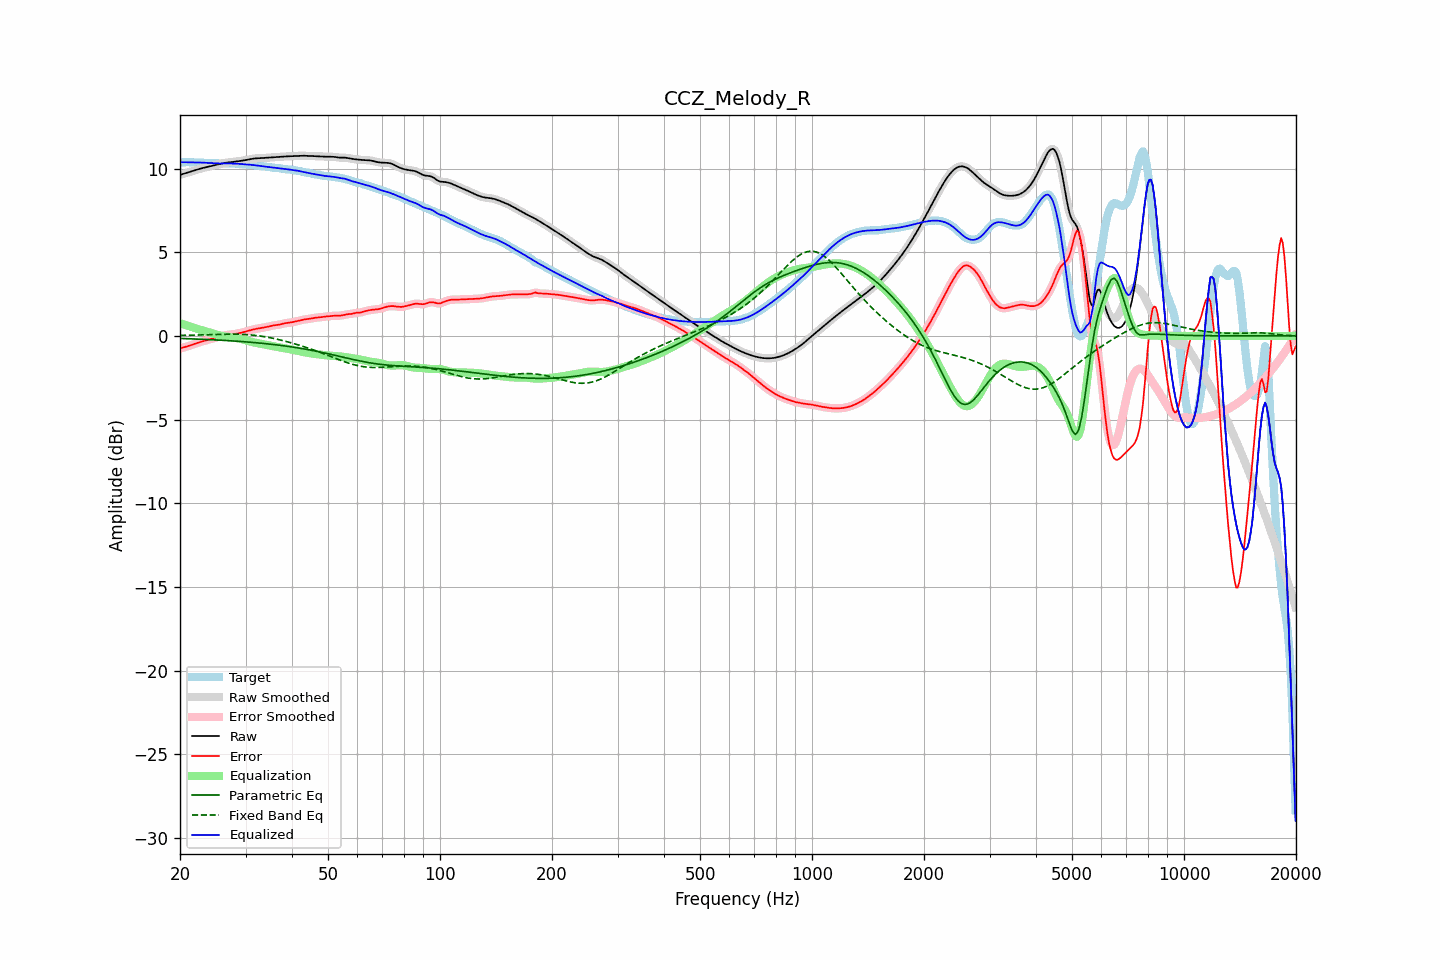 CCZ_Melody_R
10
5
0
−5
−10
−15
−20
−25
−30
Amplitude (dBr)
Target
Raw Smoothed
Error Smoothed
Raw
Error
Equalization
Parametric Eq
Fixed Band Eq
Equalized
20 50 100 200 500 1000 2000 5000 10000 20000
Frequency (Hz)